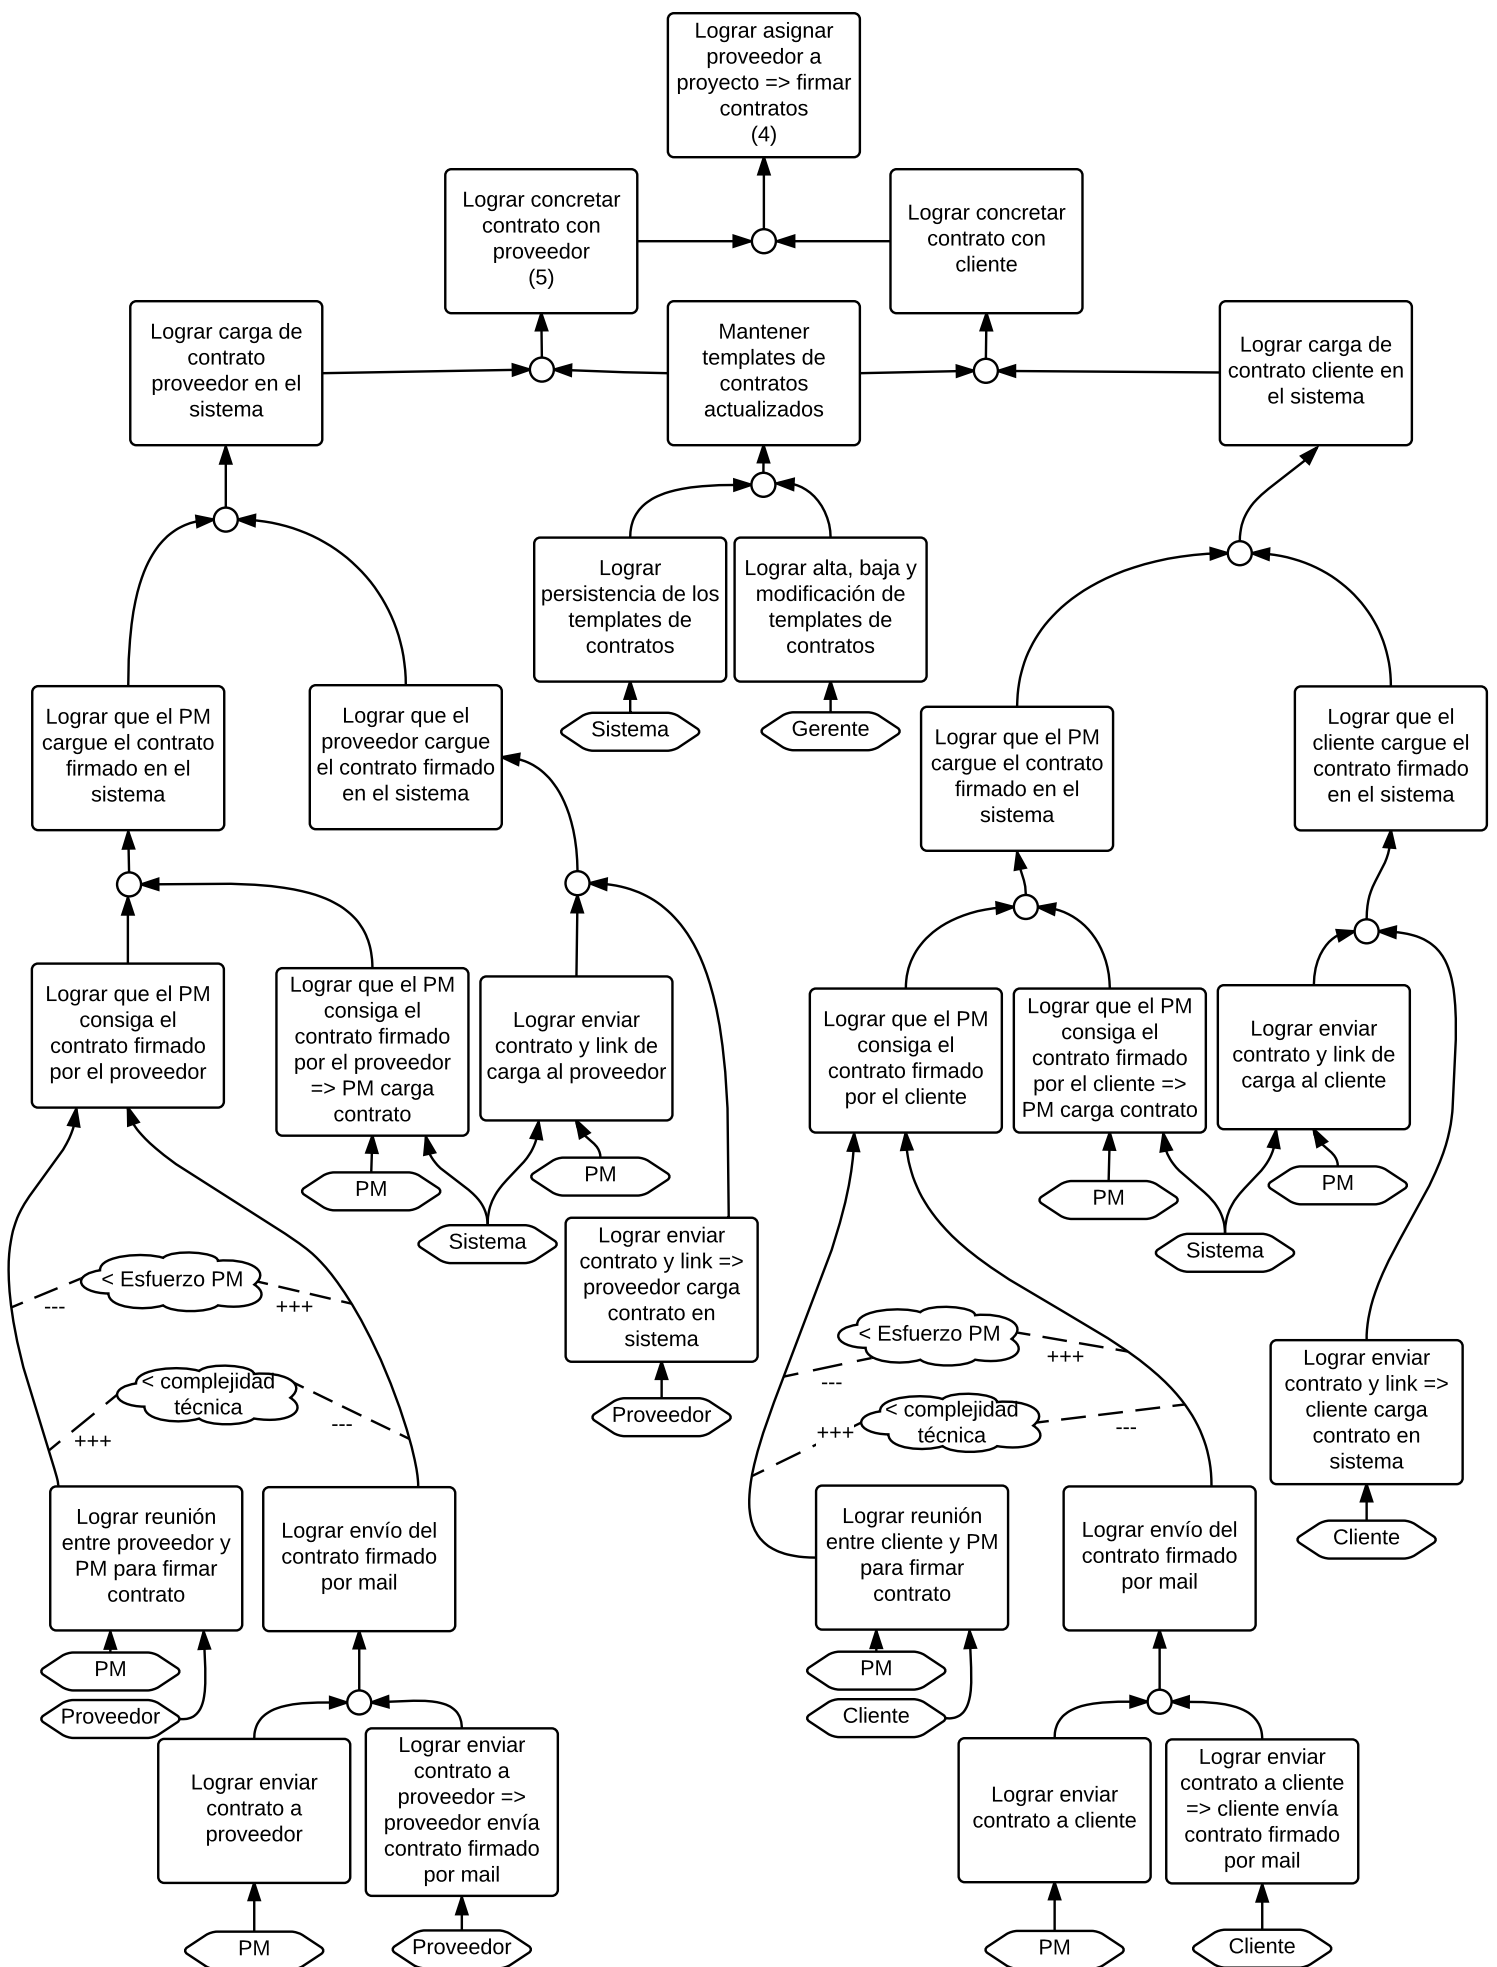 Lograr asignar
proveedor a
proyecto => firmar
contratos
(4)
Lograr concretar
contrato con
proveedor
(5)
Lograr concretar
contrato con
cliente
Lograr carga de
contrato
proveedor en el
sistema
Mantener
templates de
contratos
actualizados
Lograr carga de
contrato cliente en
el sistema
Lograr
persistencia de los
templates de
contratos
Lograr alta, baja y
modificación de
templates de
contratos
Sistema
Gerente
Lograr que el PM
cargue el contrato
firmado en el
sistema
Lograr que el
proveedor cargue
el contrato firmado
en el sistema
Lograr que el PM
cargue el contrato
firmado en el
sistema
Lograr que el
cliente cargue el
contrato firmado
en el sistema
Lograr que el PM
consiga el
contrato firmado
por el proveedor
Lograr que el PM
consiga el
contrato firmado
por el proveedor
=> PM carga
contrato
Lograr enviar
contrato y link de
carga al proveedor
Lograr que el PM
consiga el
contrato firmado
por el cliente
Lograr que el PM
consiga el
contrato firmado
por el cliente =>
PM carga contrato
Lograr enviar
contrato y link de
carga al cliente
PM
PM
Sistema
PM
PM
Sistema
Lograr enviar
contrato y link =>
proveedor carga
contrato en
sistema
Proveedor
< Esfuerzo PM
---
+++
< complejidad
técnica
+++
---
< Esfuerzo PM
---
+++
< complejidad
técnica
+++
---
Lograr enviar
contrato y link =>
cliente carga
contrato en
sistema
Cliente
Lograr reunión
entre proveedor y
PM para firmar
contrato
Lograr envío del
contrato firmado
por mail
Lograr reunión
entre cliente y PM
para firmar
contrato
Lograr envío del
contrato firmado
por mail
PM
Proveedor
PM
Cliente
Lograr enviar
contrato a
proveedor
Lograr enviar
contrato a
proveedor =>
proveedor envía
contrato firmado
por mail
Lograr enviar
contrato a cliente
Lograr enviar
contrato a cliente
=> cliente envía
contrato firmado
por mail
PM
Proveedor
PM
Cliente